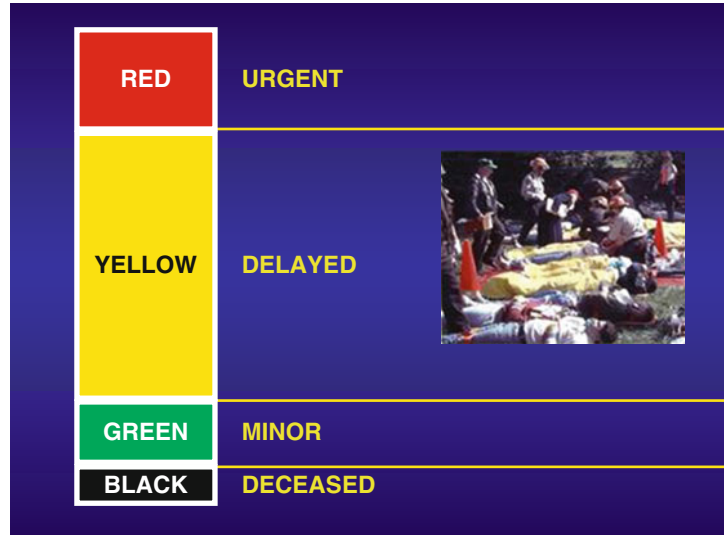 RED URGENT
YELLOW DELAYED
GREEN MINOR
BLACK DECEASED